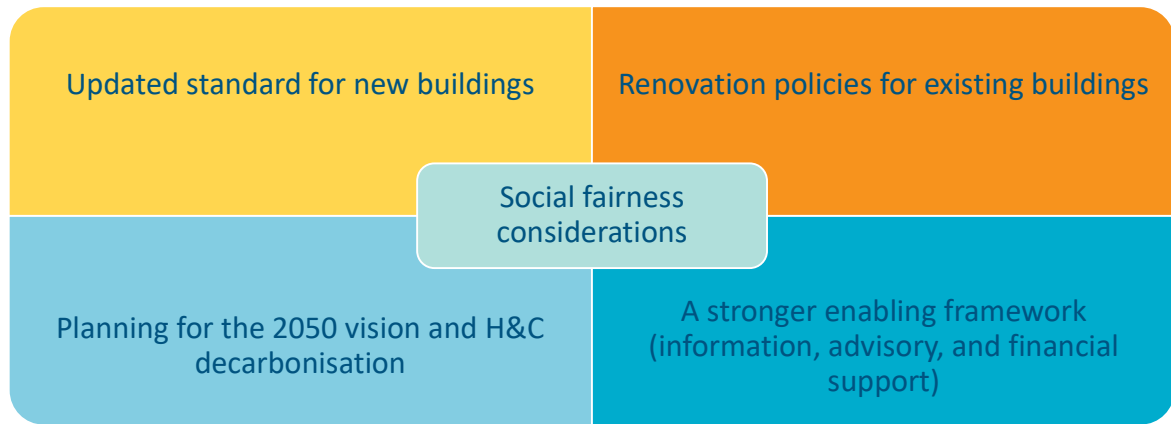 Updated standard for new buildings
Renovation policies for existing buildings
Social fairness
considerations
Planning for the 2050 vision and H&C
decarbonisation
A stronger enabling framework
(information, advisory, and financial
support)